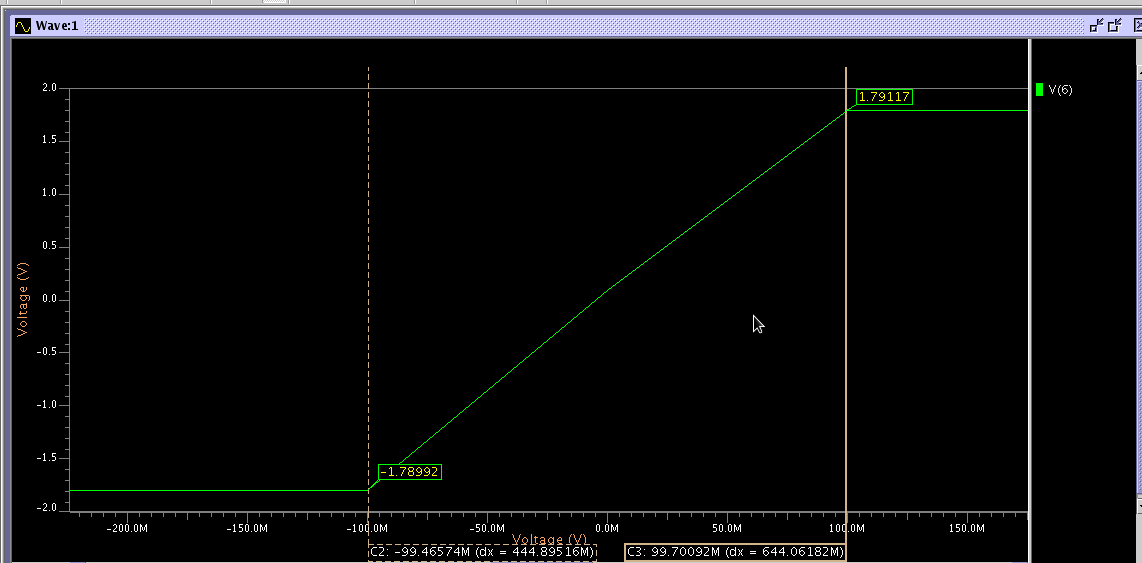 Wave:1
V(6)
2.0
1.79117
1.5
1.0
0.5
0.0
-0.5
-1.0
-1.5
-1.78992
-2.0
Voltage (V)
-200.0M -150.0M -100.0M -50.0M 0.0M 50.0M 100.0M 150.0M
Voltage (V)
C2: -99.46574M (dx = 444.89516M) C3: 99.70092M (dx = 644.06182M)